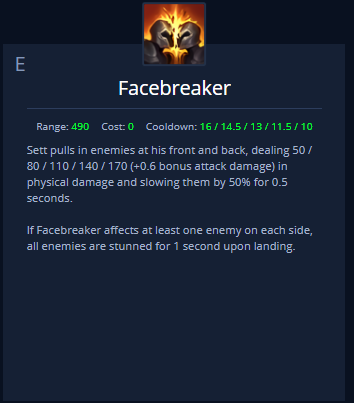 E
Facebreaker
Range: 490 Cost: 0 Cooldown: 16 / 14.5 / 13 / 11.5 / 10
Sett pulls in enemies at his front and back, dealing 50 /
80 / 110 / 140 / 170 (+0.6 bonus attack damage) in
physical damage and slowing them by 50% for 0.5
seconds.
If Facebreaker affects at least one enemy on each side,
all enemies are stunned for 1 second upon landing.